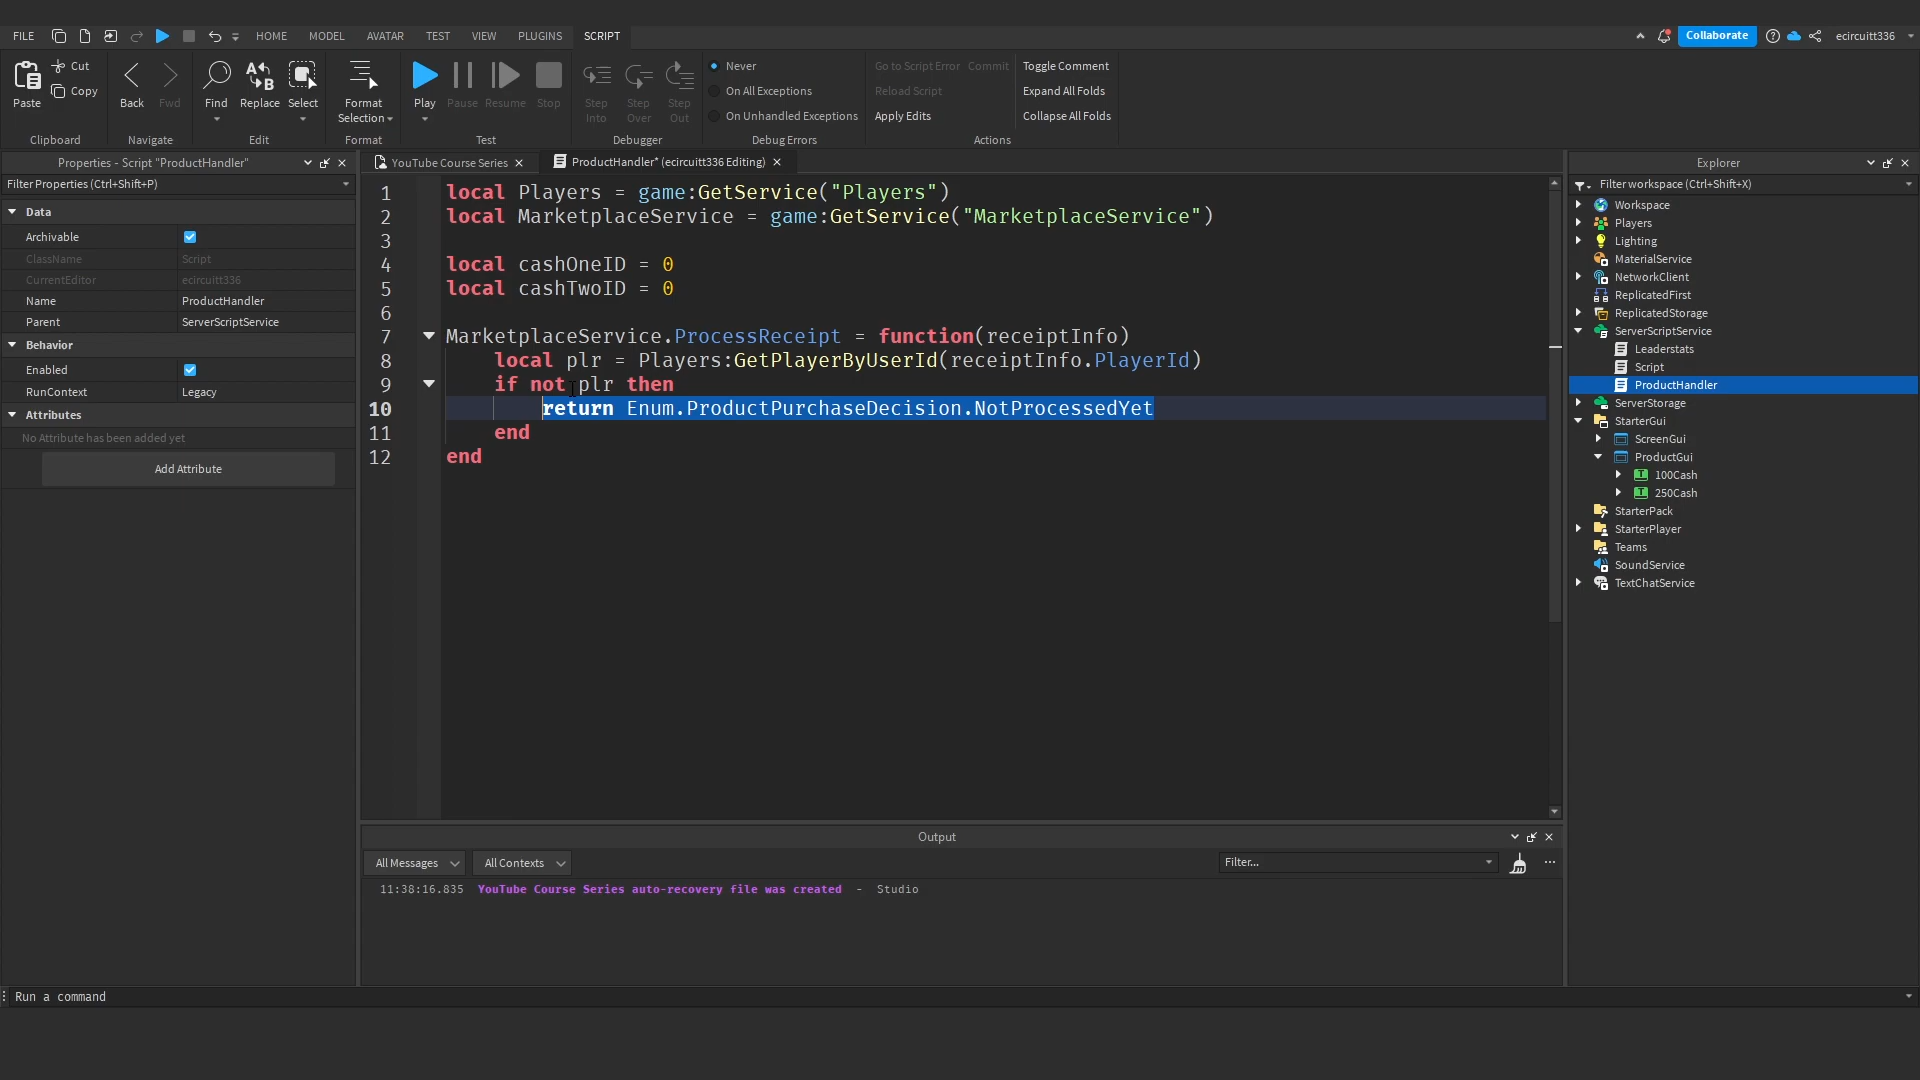 FILE HOME MODEL AVATAR TEST VIEW PLUGINS SCRIPT Collaborate ecircuitt336
Paste Cut Copy
Clipboard
Back Fwd
Navigate
Find Replace Select
Edit
Format Selection
Format
Play Pause Resume Stop
Test
Step Into Step Over Step Out
Debugger
Never
On All Exceptions
On Unhandled Exceptions
Debug Errors
Go to Script Error Commit
Reload Script
Apply Edits
Toggle Comment
Expand All Folds
Collapse All Folds
Actions
Properties - Script "ProductHandler"
Filter Properties (Ctrl+Shift+P)
Data
Archivable
ClassName Script
CurrentEditor ecircuitt336
Name ProductHandler
Parent ServerScriptService
Behavior
Enabled
RunContext Legacy
Attributes
No Attribute has been added yet
Add Attribute
YouTube Course Series ProductHandler* (ecircuitt336 Editing)
1 local Players = game:GetService("Players")
2 local MarketplaceService = game:GetService("MarketplaceService")
3
4 local cashOneID = 0
5 local cashTwoID = 0
6
7 MarketplaceService.ProcessReceipt = function(receiptInfo)
8 local plr = Players:GetPlayerByUserId(receiptInfo.PlayerId)
9 if not plr then
10 return Enum.ProductPurchaseDecision.NotProcessedYet
11 end
12 end
Output
All Messages All Contexts Filter...
11:38:16.835 YouTube Course Series auto-recovery file was created - Studio
Explorer
Filter workspace (Ctrl+Shift+X)
Workspace
Players
Lighting
MaterialService
NetworkClient
ReplicatedFirst
ReplicatedStorage
ServerScriptService
Leaderstats
Script
ProductHandler
ServerStorage
StarterGui
ScreenGui
ProductGui
100Cash
250Cash
StarterPack
StarterPlayer
Teams
SoundService
TextChatService
Run a command